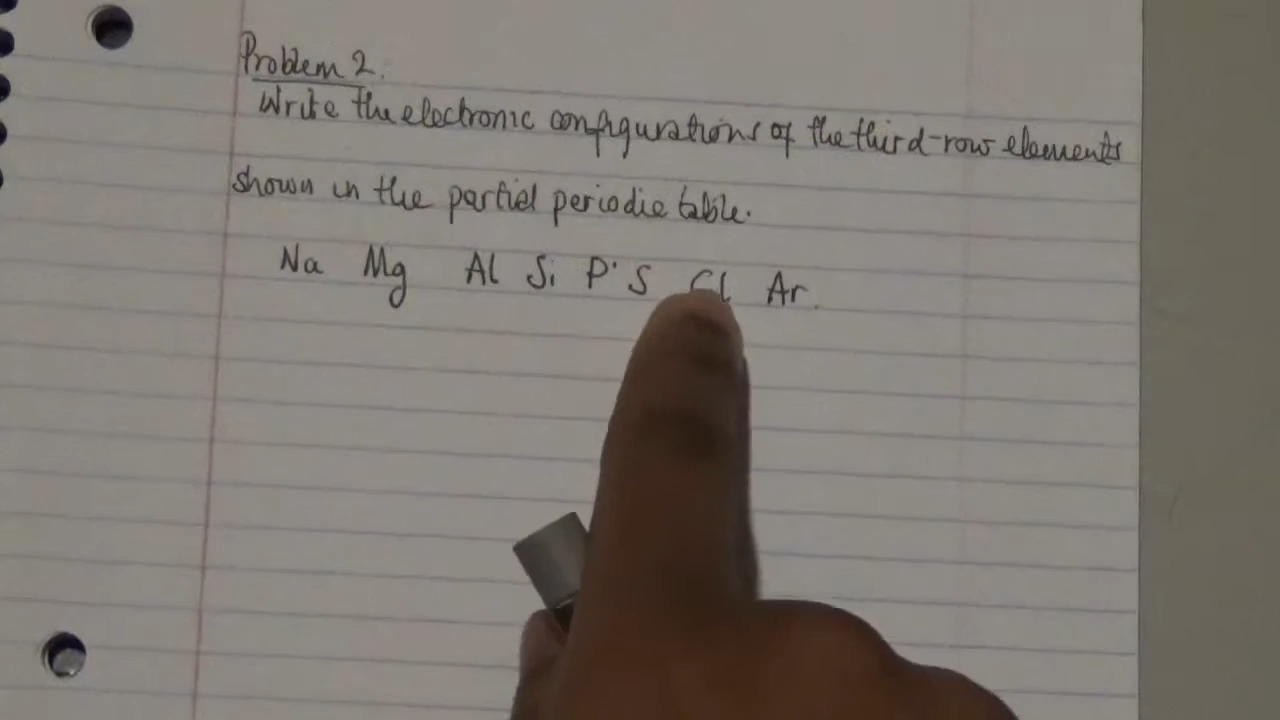 Problem 2.
Write the electronic configurations of the third-row elements
shown in the partial periodic table.
Na Mg Al Si P S Cl Ar.